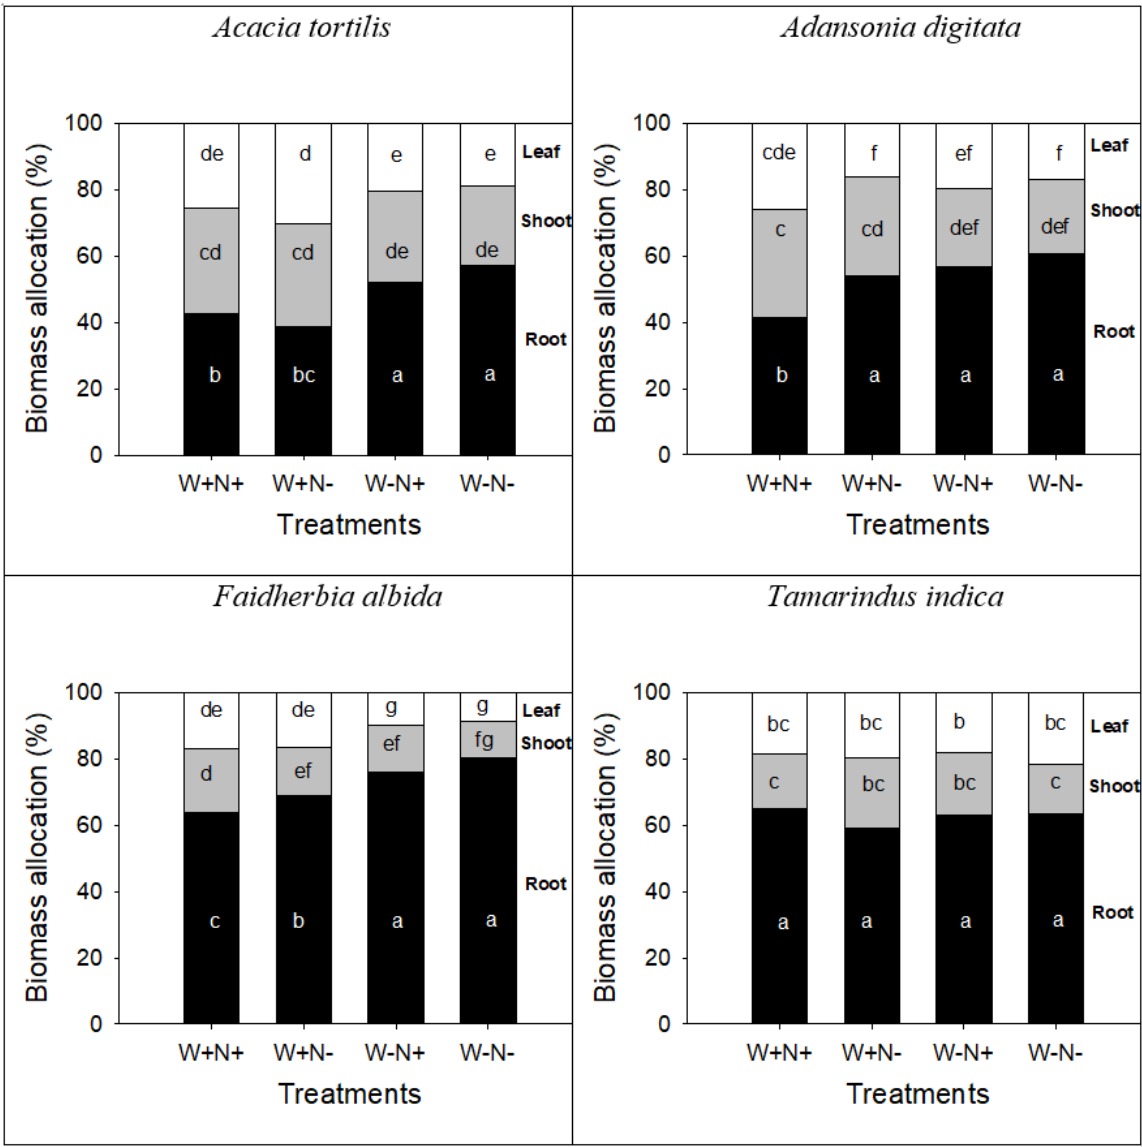 Acacia tortilis
Biomass allocation (%)
100
80
60
40
20
0
de d e e
cd cd de de
b bc a a
Leaf
Shoot
Root
W+N+ W+N- W-N+ W-N-
Treatments
Adansonia digitata
Biomass allocation (%)
100
80
60
40
20
0
cde f ef f
c cd def def
b a a a
Leaf
Shoot
Root
W+N+ W+N- W-N+ W-N-
Treatments
Faidherbia albida
Biomass allocation (%)
100
80
60
40
20
0
de de g g
d ef ef fg
c b a a
Leaf
Shoot
Root
W+N+ W+N- W-N+ W-N-
Treatments
Tamarindus indica
Biomass allocation (%)
100
80
60
40
20
0
bc bc b bc
c bc bc c
a a a a
Leaf
Shoot
Root
W+N+ W+N- W-N+ W-N-
Treatments